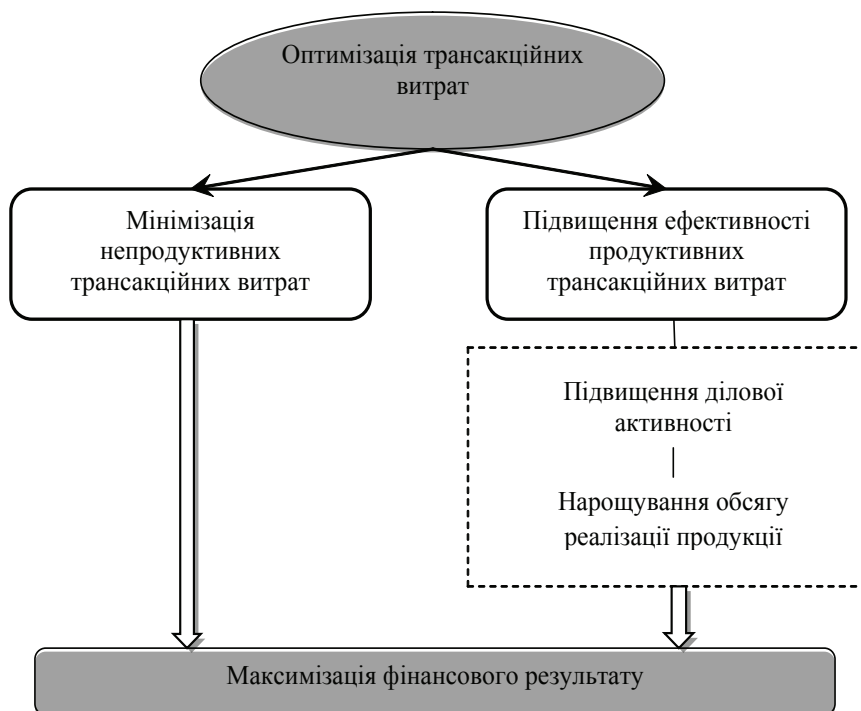 Оптимізація трансакційних
витрат
Мінімізація
непродуктивних
трансакційних витрат
Підвищення ефективності
продуктивних
трансакційних витрат
Підвищення ділової
активності
Нарощування обсягу
реалізації продукції
Максимізація фінансового результату